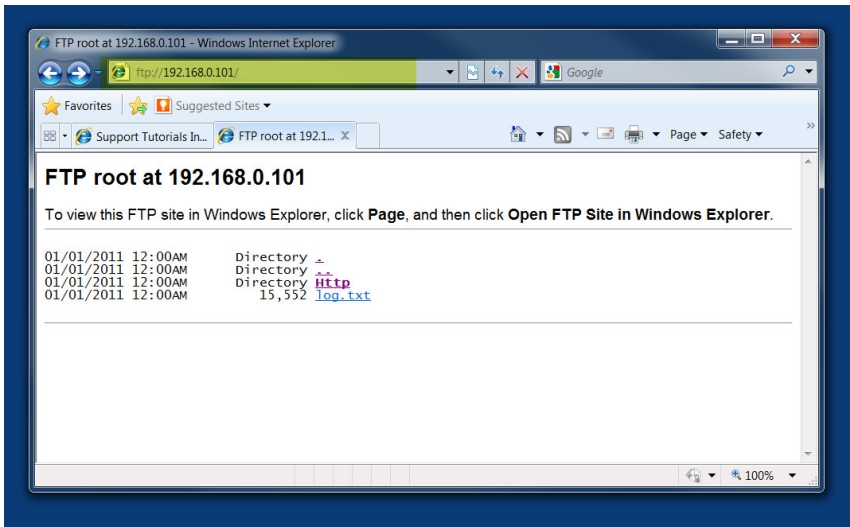 FTP root at 192.168.0.101 - Windows Internet Explorer
ftp://192.168.0.101/ Google
Favorites Suggested Sites
Support Tutorials In... FTP root at 192.1... x Page Safety »
FTP root at 192.168.0.101
To view this FTP site in Windows Explorer, click Page, and then click Open FTP Site in Windows Explorer.
01/01/2011 12:00AM Directory .
01/01/2011 12:00AM Directory ..
01/01/2011 12:00AM Directory Http
01/01/2011 12:00AM 15,552 log.txt
100%